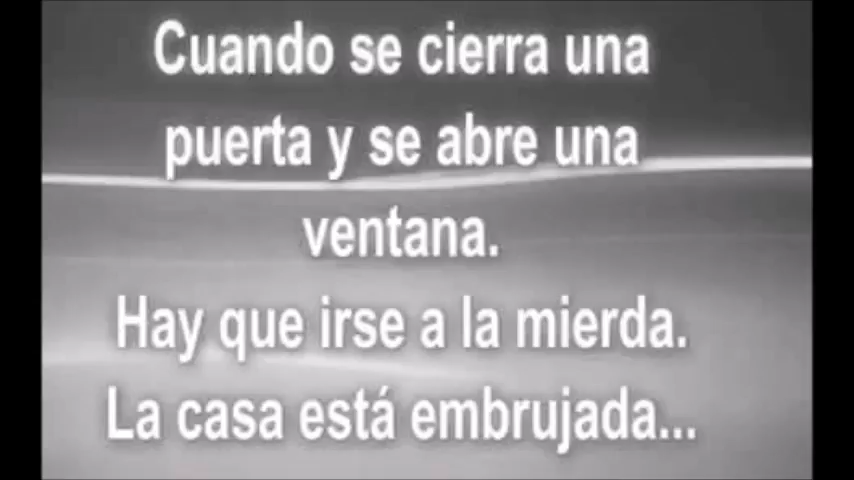 Cuando se cierra una
puerta y se abre una
ventana.
Hay que irse a la mierda.
La casa está embrujada...